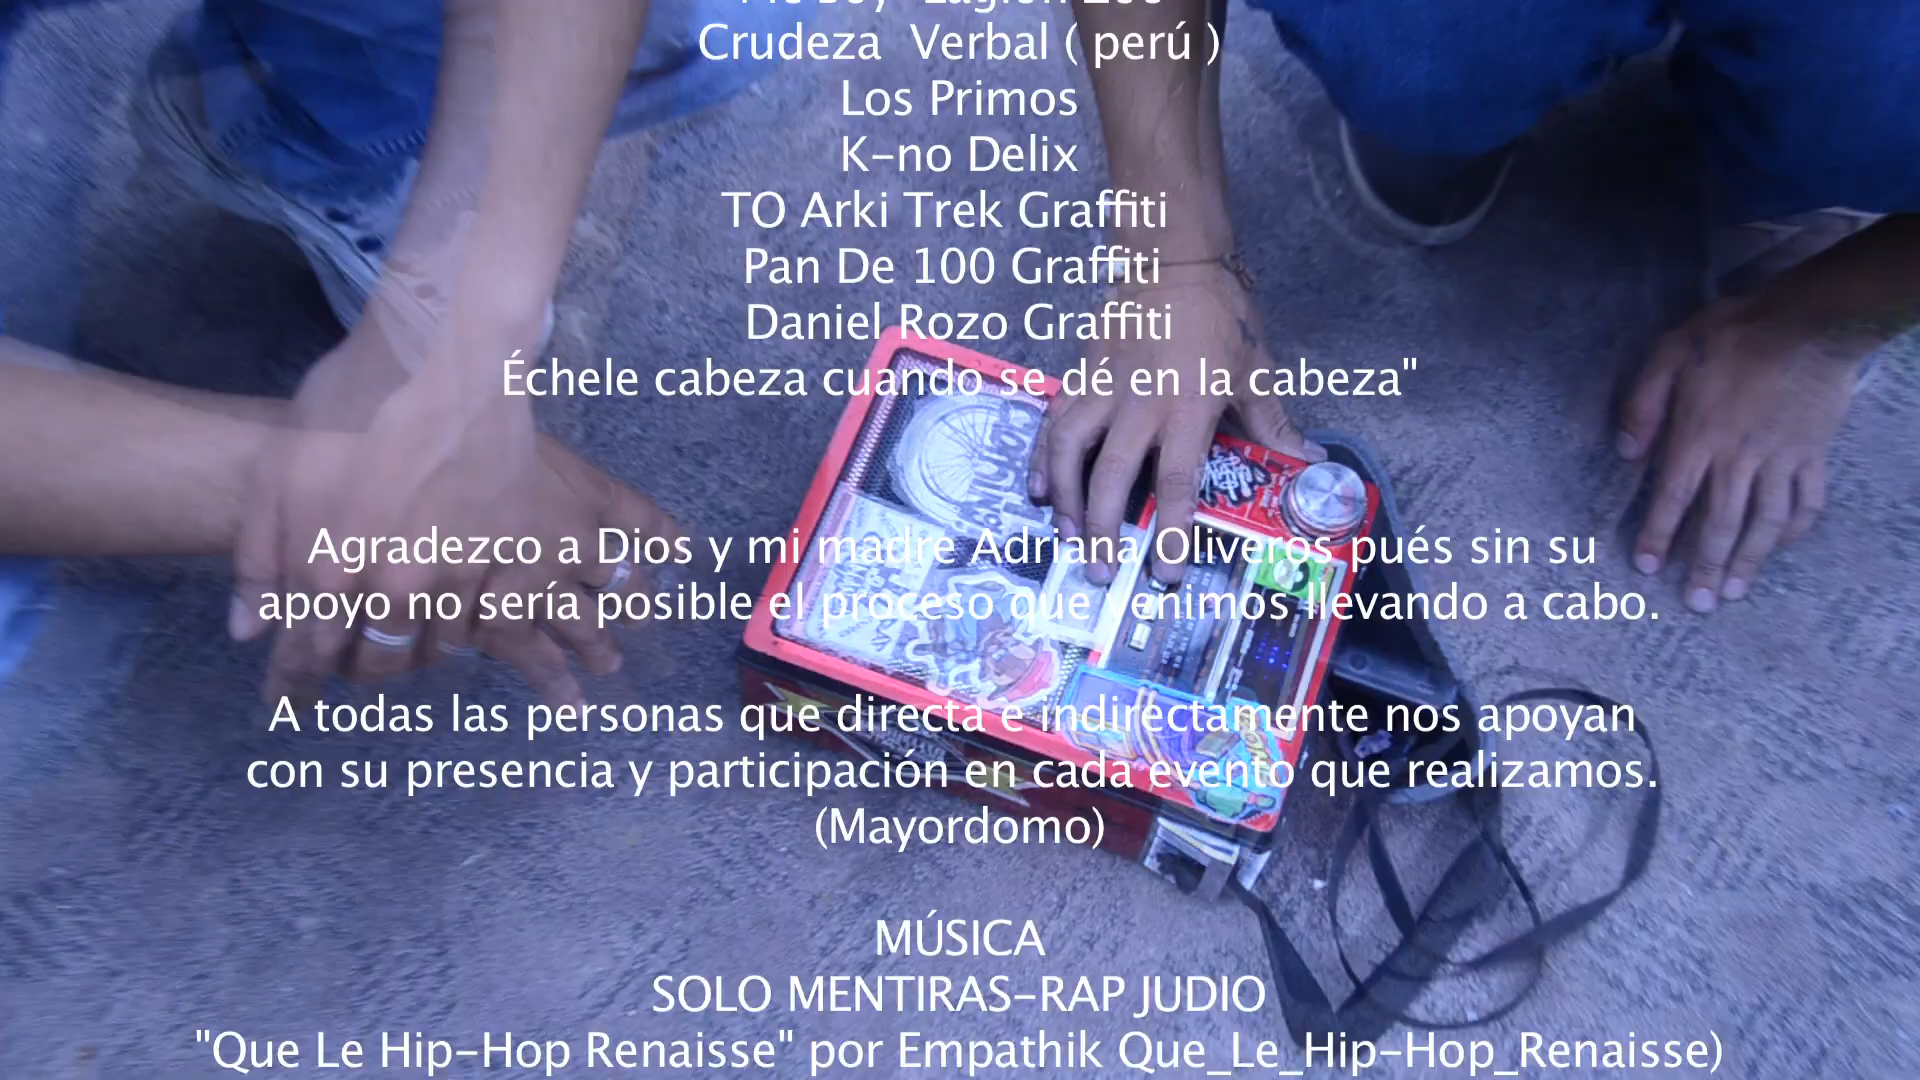 Crudeza  Verbal ( perú )
Los Primos
K-no Delix
TO Arki Trek Graffiti
Pan De 100 Graffiti
Daniel Rozo Graffiti
Échele cabeza cuando se dé en la cabeza"
Agradezco a Dios y mi madre Adriana Oliveros pués sin su
apoyo no sería posible el proceso que venimos llevando a cabo.
A todas las personas que directa e indirectamente nos apoyan
con su presencia y participación en cada evento que realizamos.
(Mayordomo)
MÚSICA
SOLO MENTIRAS-RAP JUDIO
"Que Le Hip-Hop Renaisse" por Empathik Que_Le_Hip-Hop_Renaisse)